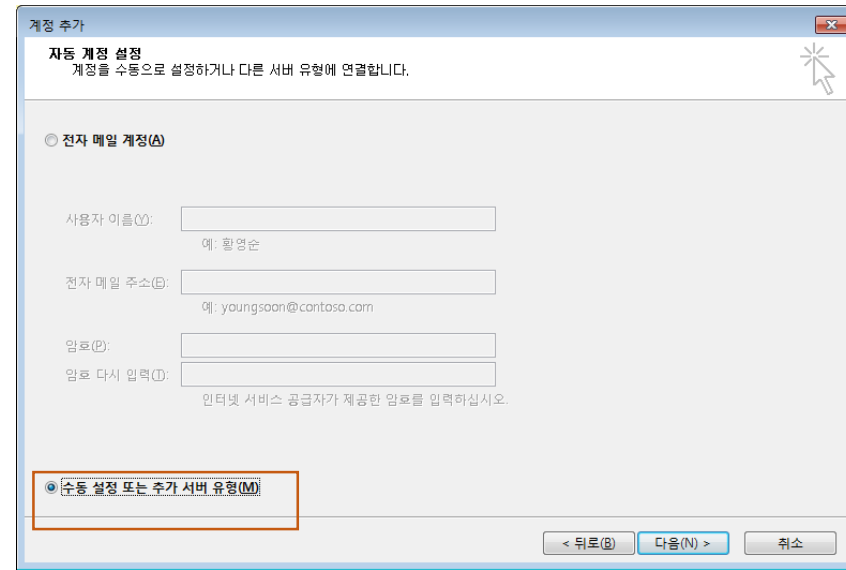 계정 추가
자동 계정 설정
계정을 수동으로 설정하거나 다른 서버 유형에 연결합니다.
전자 메일 계정(A)
사용자 이름(Y):
예: 황영순
전자 메일 주소(E):
예: youngsoon@contoso.com
암호(P):
암호 다시 입력(T):
인터넷 서비스 공급자가 제공한 암호를 입력하십시오.
수동 설정 또는 추가 서버 유형(M)
< 뒤로(B) 다음(N) > 취소